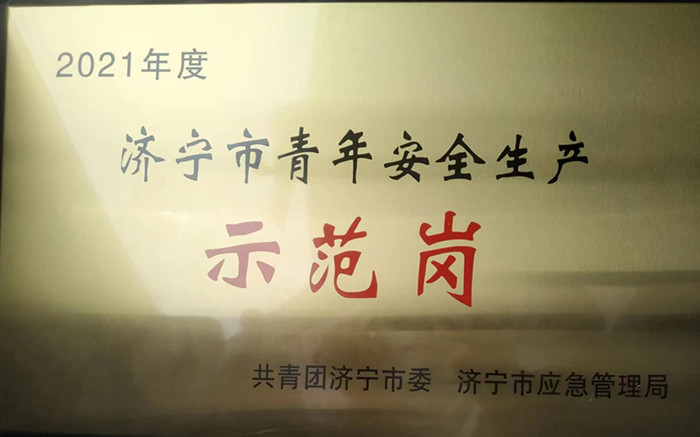 2021年度
济宁市青年安全生产
示范岗
共青团济宁市委 济宁市应急管理局